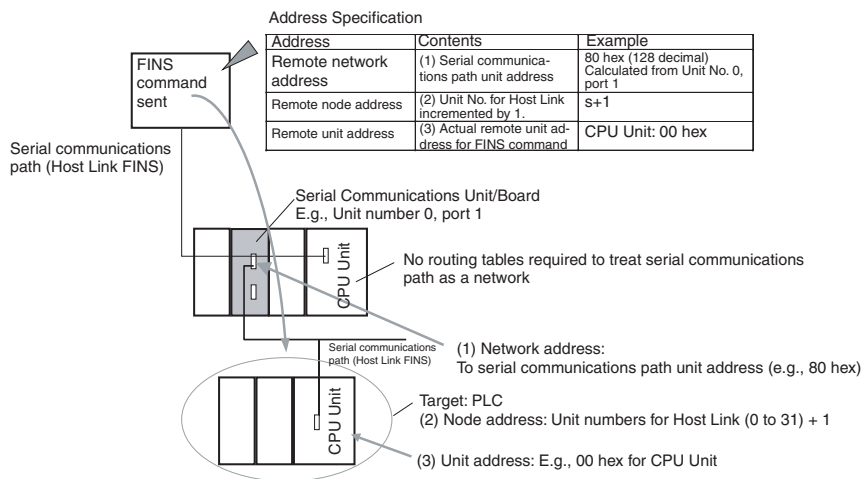 Address Specification
Address Contents Example
Remote network address (1) Serial communica-tions path unit address 80 hex (128 decimal) Calculated from Unit No. 0, port 1
Remote node address (2) Unit No. for Host Link incremented by 1. s+1
Remote unit address (3) Actual remote unit ad-dress for FINS command CPU Unit: 00 hex
FINS
command
sent
Serial communications
path (Host Link FINS)
Serial Communications Unit/Board
E.g., Unit number 0, port 1
CPU Unit
No routing tables required to treat serial communications
path as a network
Serial communications
path (Host Link FINS)
(1) Network address:
To serial communications path unit address (e.g., 80 hex)
CPU Unit
Target: PLC
(2) Node address: Unit numbers for Host Link (0 to 31) + 1
(3) Unit address: E.g., 00 hex for CPU Unit